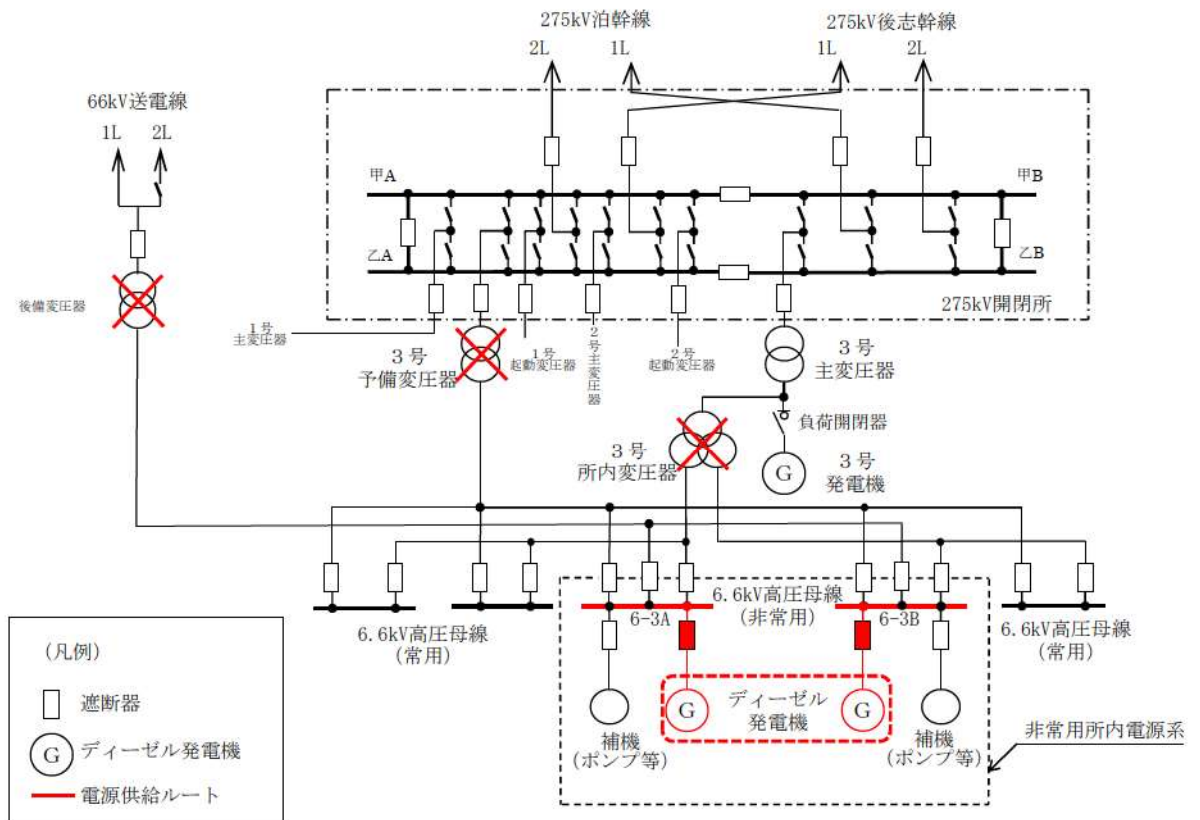 275kV泊幹線
275kV後志幹線
2L
1L
1L
2L
66kV送電線
1L
2L
甲A
甲B
乙A
乙B
275kV開閉所
後備変圧器
1号
主変圧器
3号
予備変圧器
1号
起動変圧器
2号主変圧器
2号
起動変圧器
3号
主変圧器
負荷開閉器
3号
所内変圧器
G
3号
発電機
6.6kV高圧母線
(常用)
6-3A
6.6kV高圧母線
(非常用)
6-3B
6.6kV高圧母線
(常用)
G
ディーゼル
発電機
G
補機
(ポンプ等)
補機
(ポンプ等)
非常用所内電源系
(凡例)
遮断器
G
ディーゼル発電機
電源供給ルート